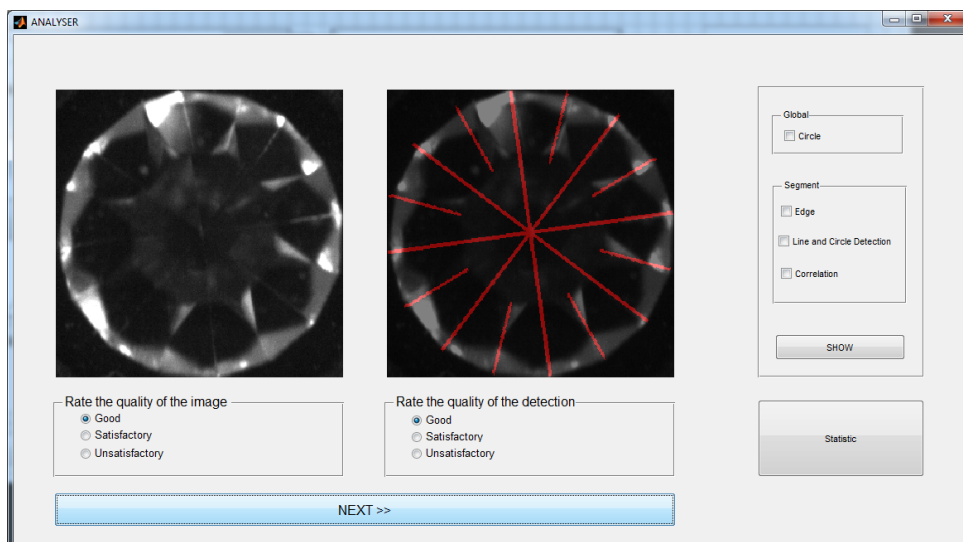 ANALYSER
Global
Circle
Segment
Edge
Line and Circle Detection
Correlation
SHOW
Rate the quality of the image
Good
Satisfactory
Unsatisfactory
Rate the quality of the detection
Good
Satisfactory
Unsatisfactory
Statistic
NEXT >>